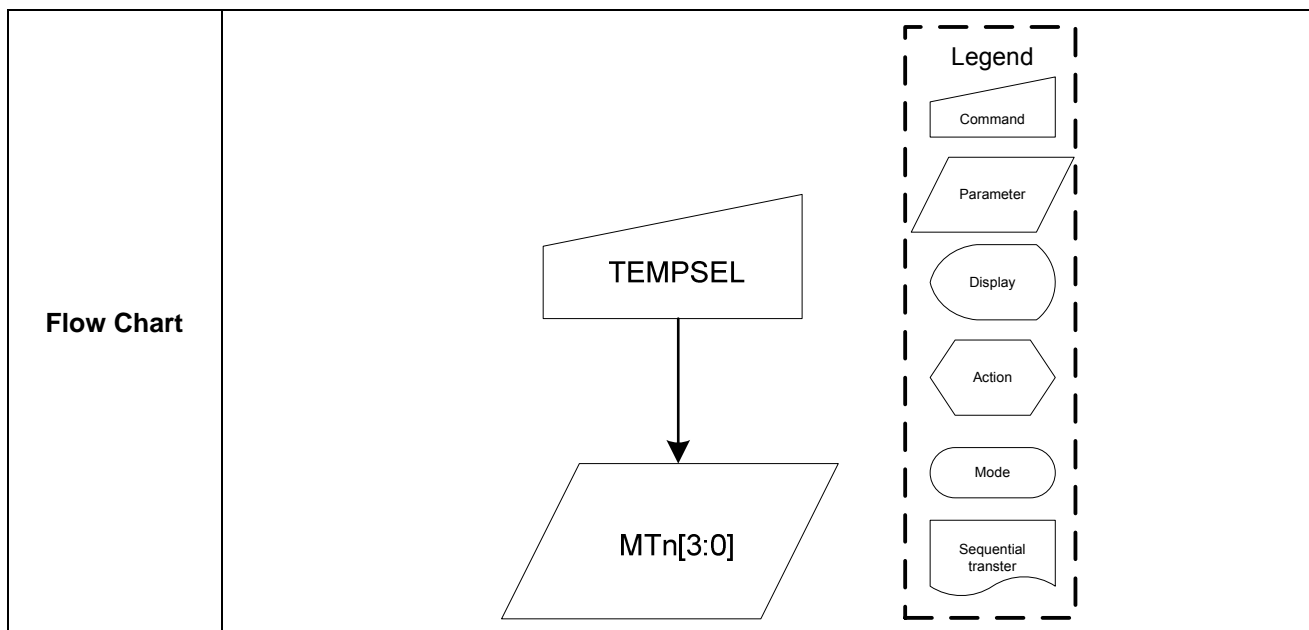 Flow Chart
TEMPSEL
MTn[3:0]
Legend
Command
Parameter
Display
Action
Mode
Sequential
transter